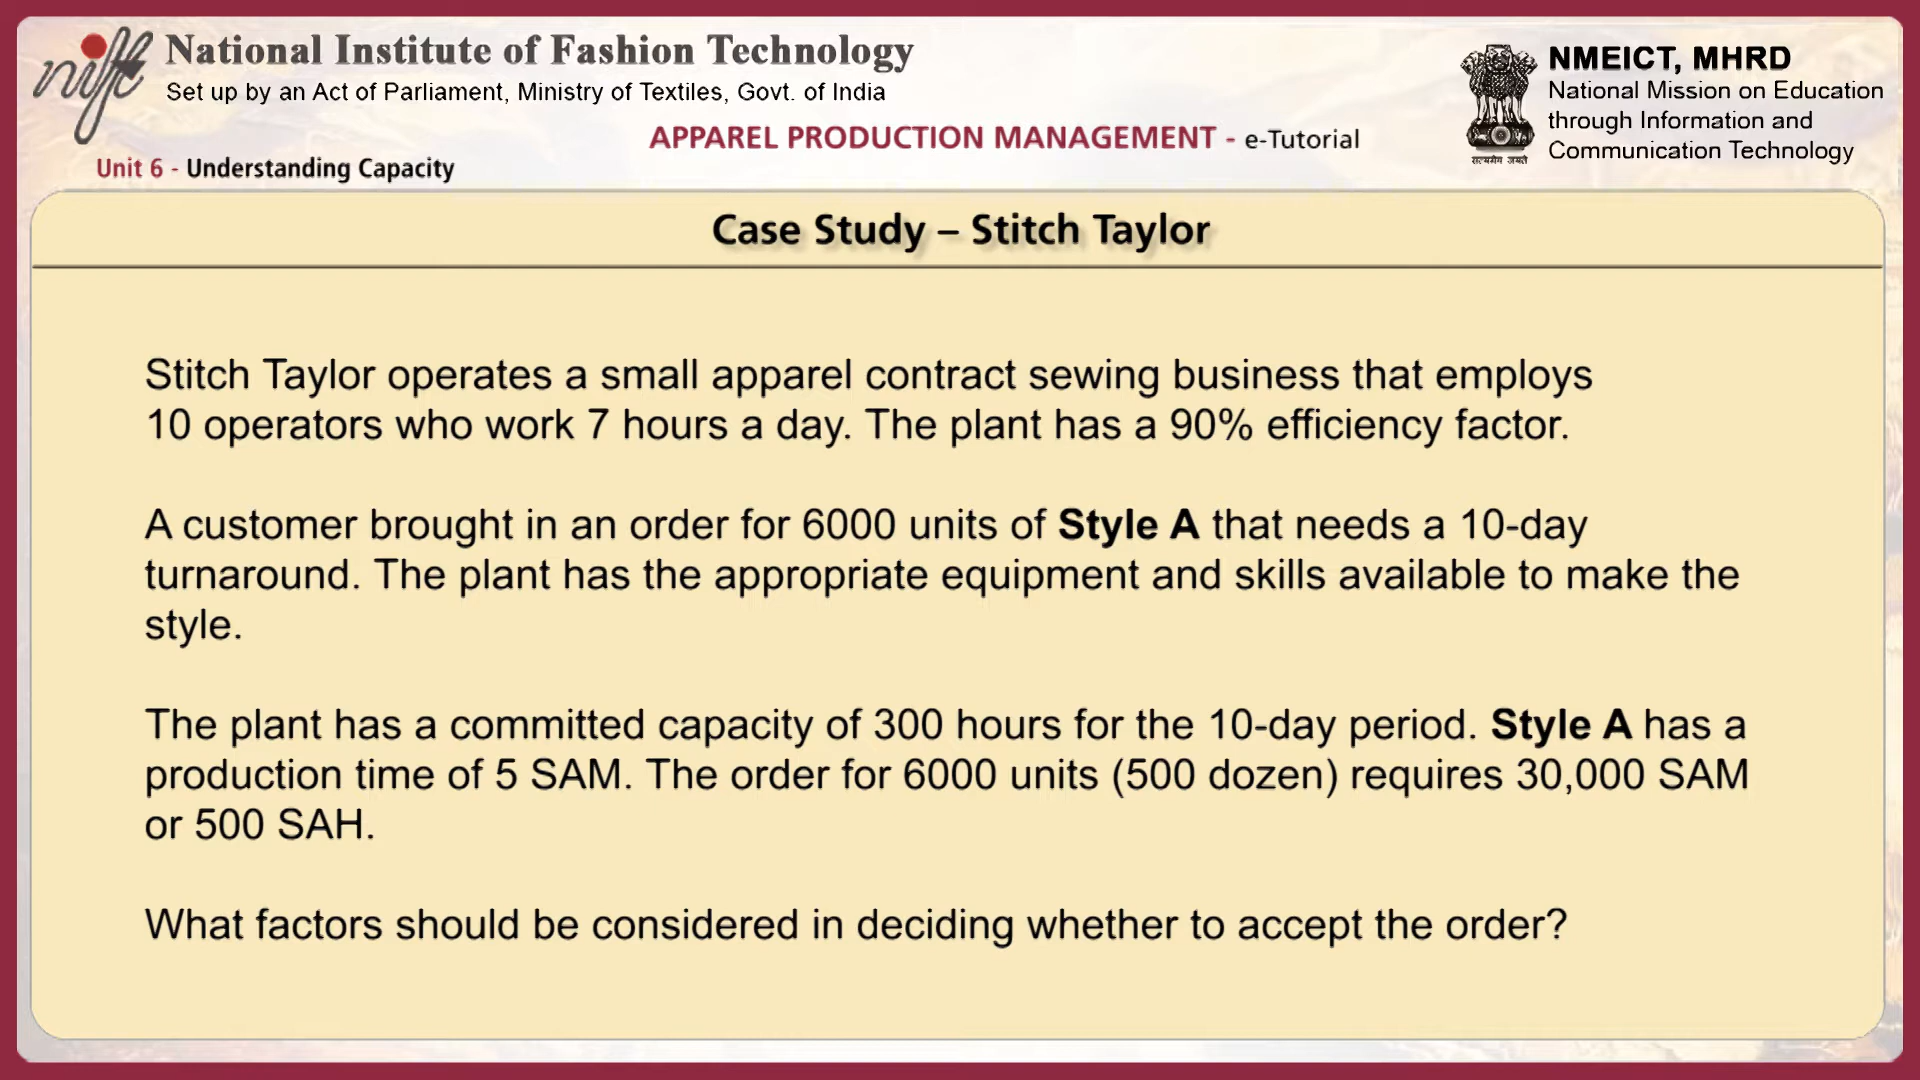 nift
National Institute of Fashion Technology
Set up by an Act of Parliament, Ministry of Textiles, Govt. of India
NMEICT, MHRD
National Mission on Education
through Information and
Communication Technology
सत्यमेव जयते
APPAREL PRODUCTION MANAGEMENT - e-Tutorial
Unit 6 - Understanding Capacity
Case Study – Stitch Taylor
Stitch Taylor operates a small apparel contract sewing business that employs
10 operators who work 7 hours a day. The plant has a 90% efficiency factor.
A customer brought in an order for 6000 units of Style A that needs a 10-day
turnaround. The plant has the appropriate equipment and skills available to make the
style.
The plant has a committed capacity of 300 hours for the 10-day period. Style A has a
production time of 5 SAM. The order for 6000 units (500 dozen) requires 30,000 SAM
or 500 SAH.
What factors should be considered in deciding whether to accept the order?